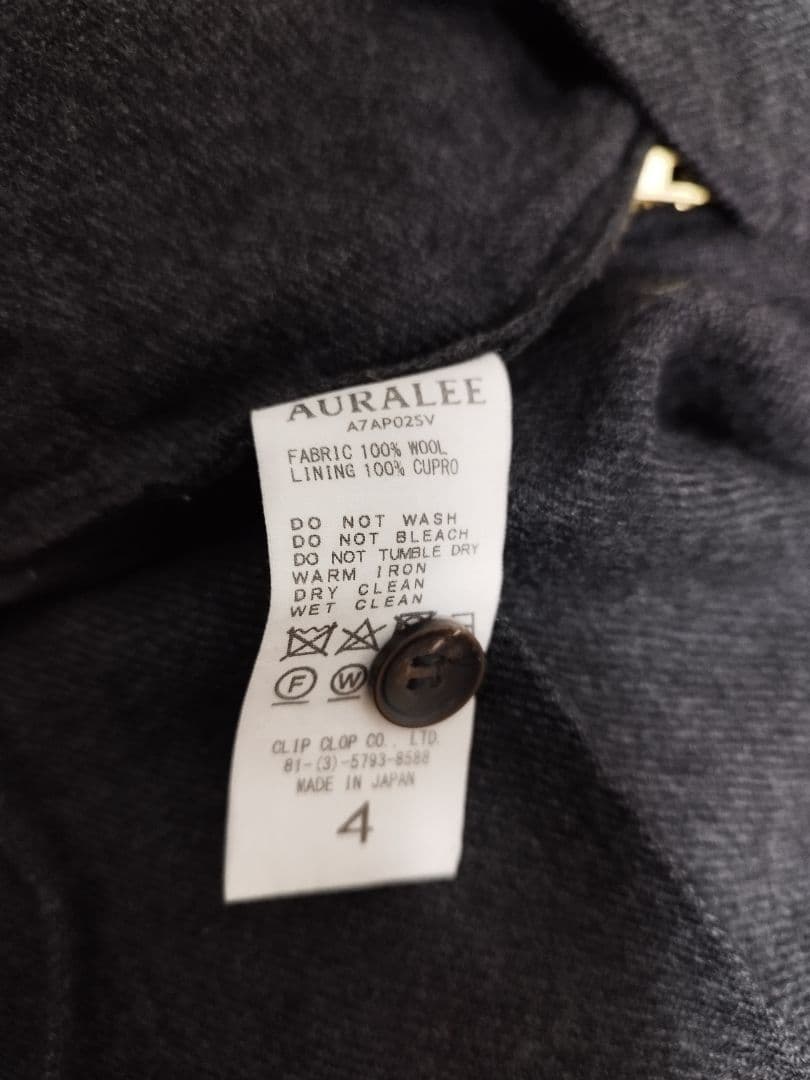 AURALEE
A7AP02SV
FABRIC 100% WOOL
LINING 100% CUPRO
DO NOT WASH
DO NOT BLEACH
DO NOT TUMBLE DRY
WARM IRON
DRY CLEAN
WET CLEAN
F W
CLIP CLOP CO., LTD.
81-(3)-5793-8588
MADE IN JAPAN
4